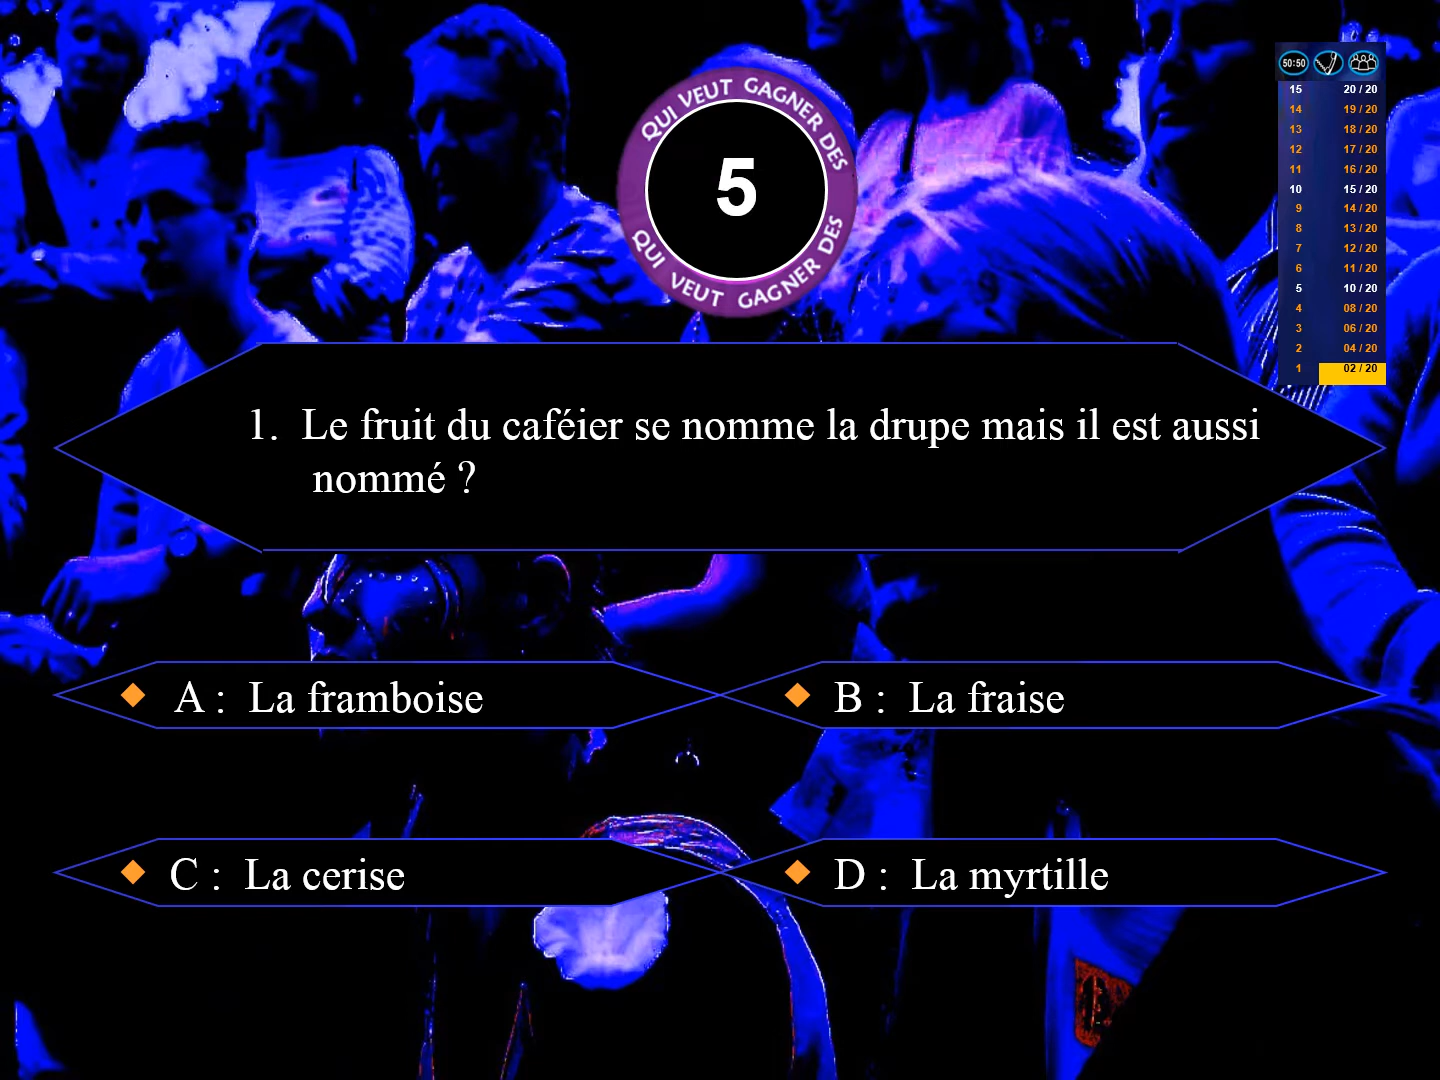 QUI VEUT GAGNER DES
5
QUI VEUT GAGNER DES
50:50
15 20 / 20
14 19 / 20
13 18 / 20
12 17 / 20
11 16 / 20
10 15 / 20
9 14 / 20
8 13 / 20
7 12 / 20
6 11 / 20
5 10 / 20
4 08 / 20
3 06 / 20
2 04 / 20
1 02 / 20
1. Le fruit du caféier se nomme la drupe mais il est aussi
nommé ?
A : La framboise
B : La fraise
C : La cerise
D : La myrtille